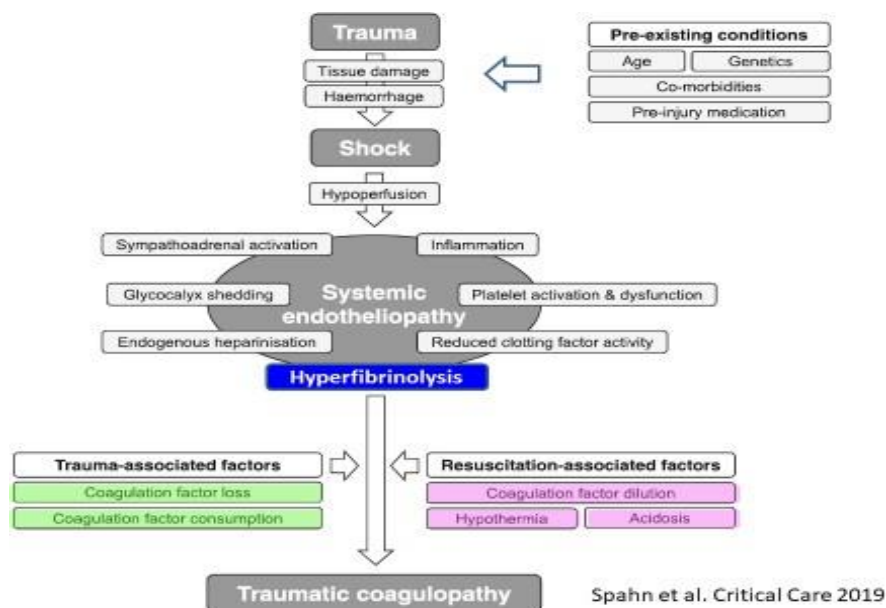 Trauma
Pre-existing conditions
Tissue damage
Age
Genetics
Haemorrhage
Co-morbidities
Pre-injury medication
Shock
Hypoperfusion
Sympathoadrenal activation
Inflammation
Glycocalyx shedding
Systemic
endotheliopathy
Platelet activation & dysfunction
Endogenous heparinisation
Reduced clotting factor activity
Hyperfibrinolysis
Trauma-associated factors
Coagulation factor loss
Coagulation factor consumption
Resuscitation-associated factors
Coagulation factor dilution
Hypothermia
Acidosis
Traumatic coagulopathy
Spahn et al. Critical Care 2019